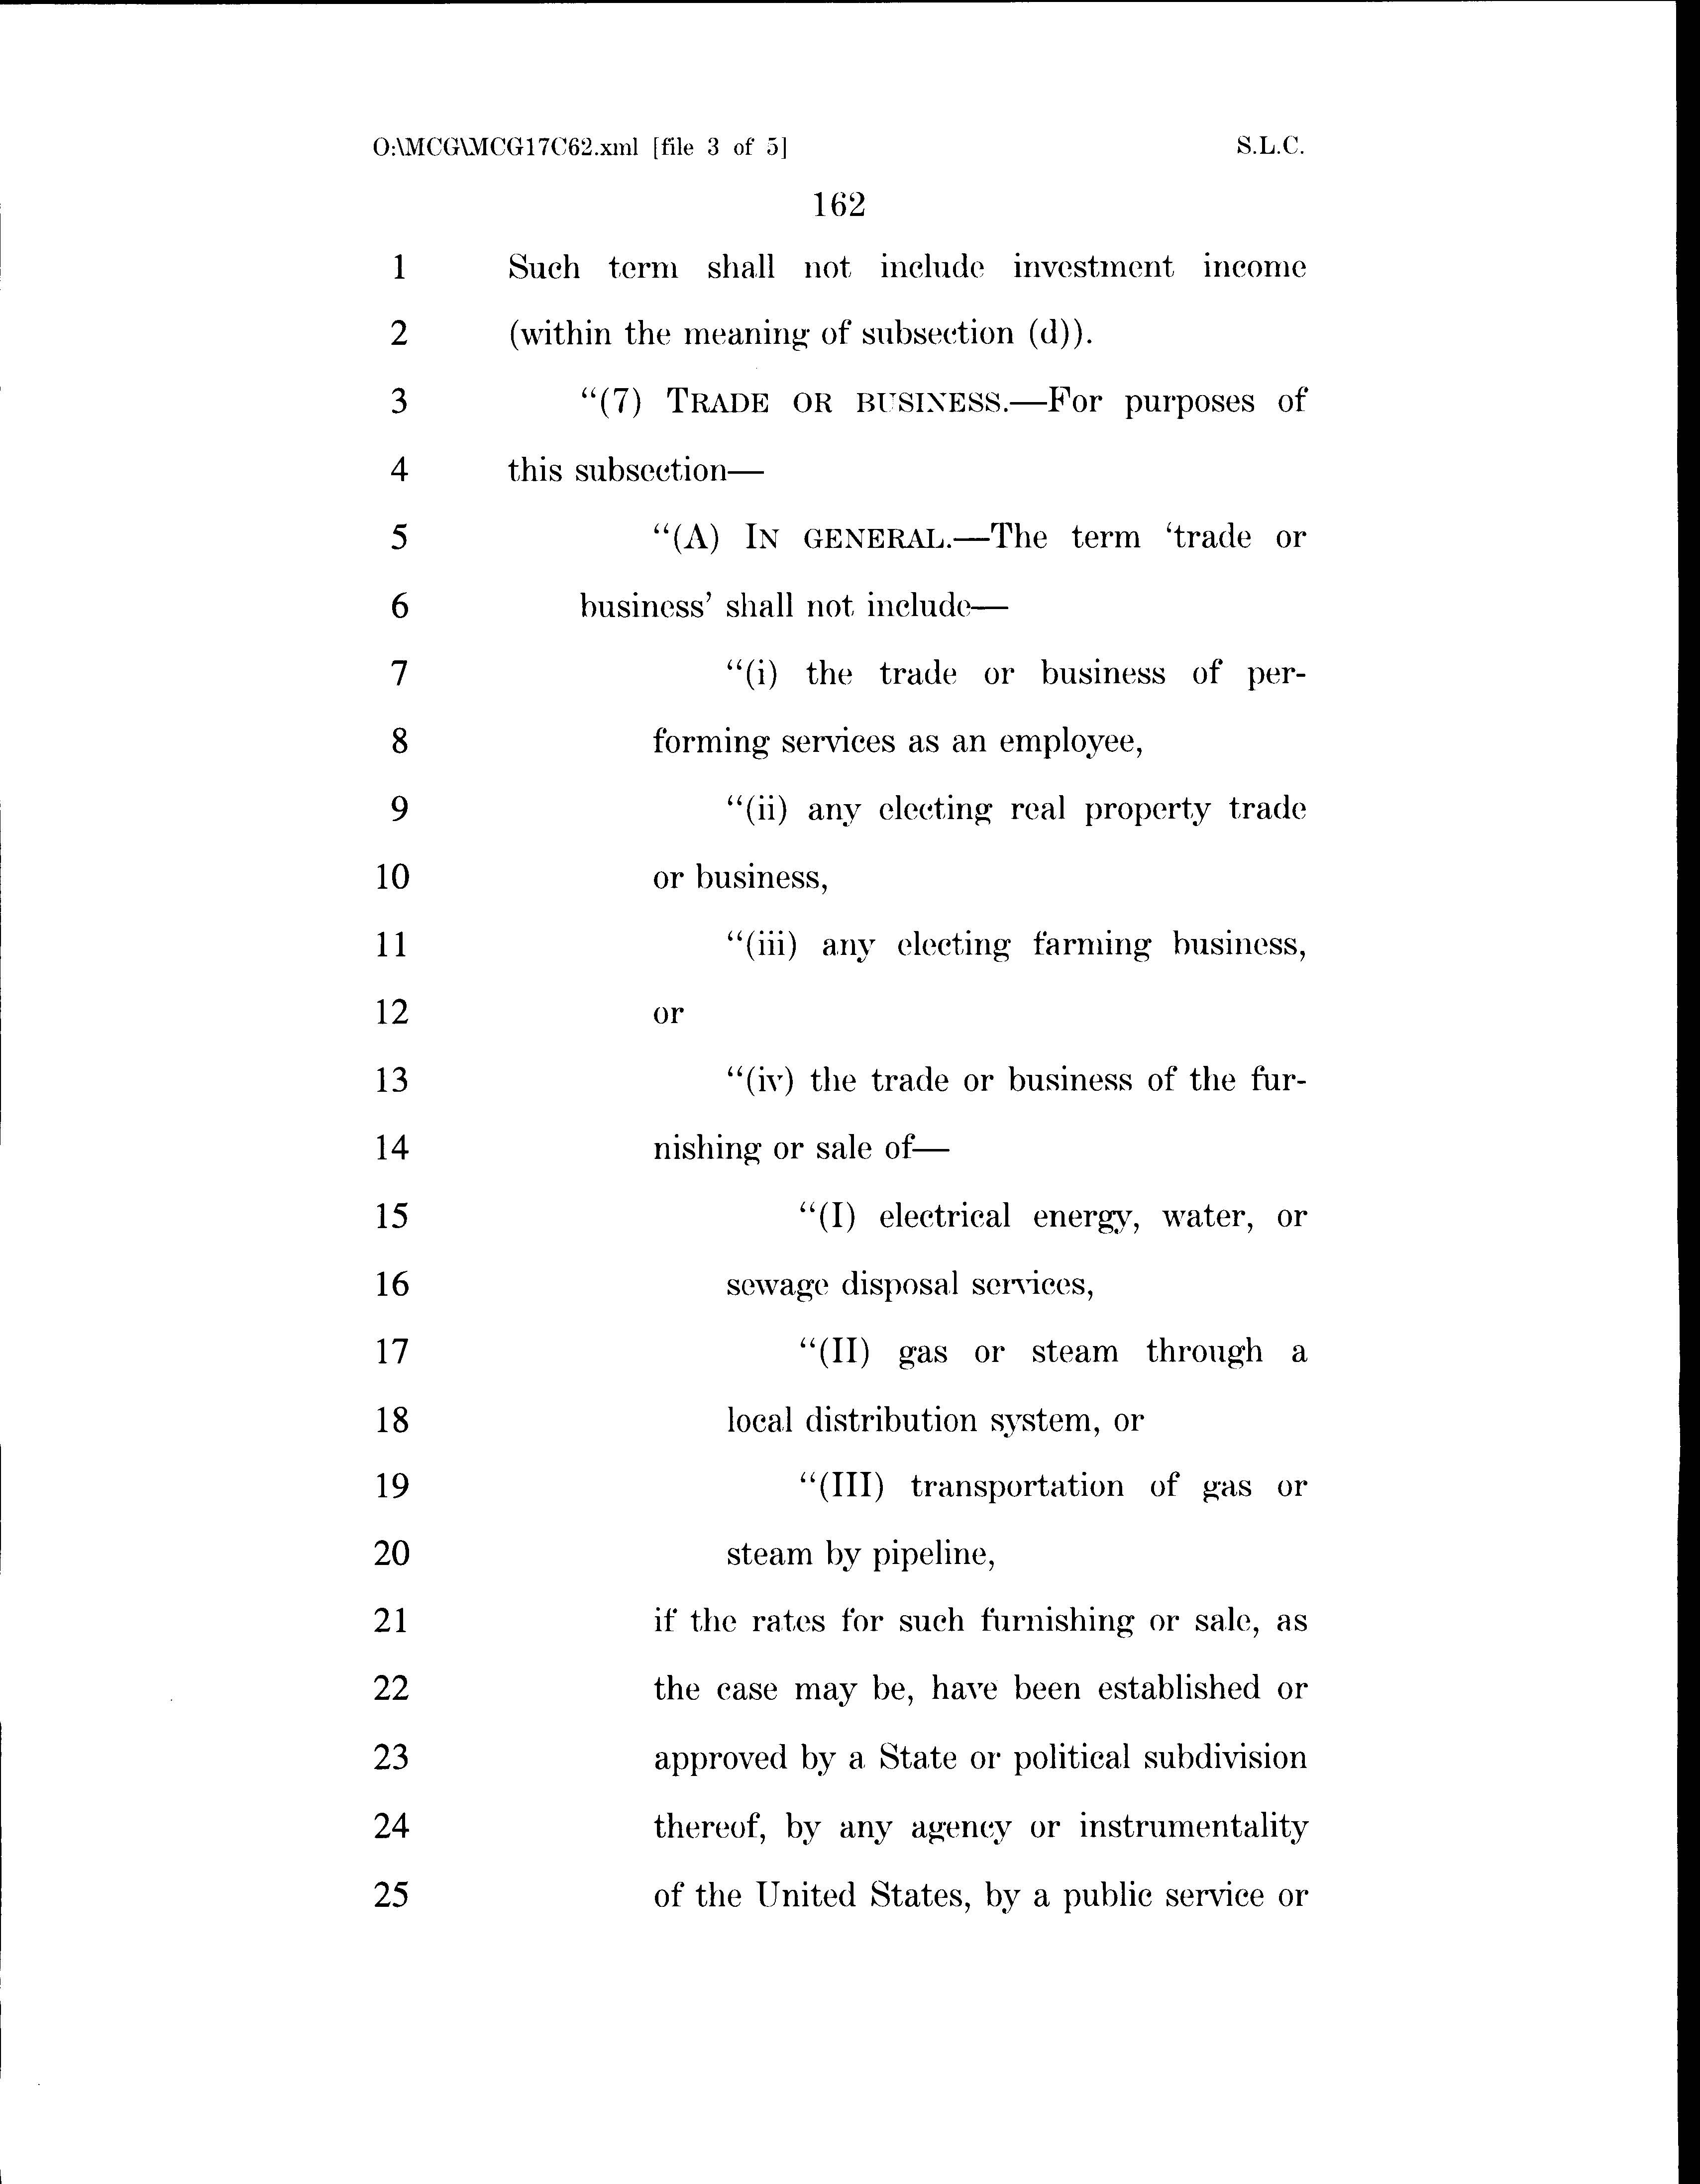 O:\MCG\MCG17C62.xml [file 3 of 5] S.L.C.
162
1 Such term shall not include investment income
2 (within the meaning of subsection (d)).
3 “(7) TRADE OR BUSINESS.—For purposes of
4 this subsection—
5 “(A) IN GENERAL.—The term ‘trade or
6 business’ shall not include—
7 “(i) the trade or business of per-
8 forming services as an employee,
9 “(ii) any electing real property trade
10 or business,
11 “(iii) any electing farming business,
12 or
13 “(iv) the trade or business of the fur-
14 nishing or sale of—
15 “(I) electrical energy, water, or
16 sewage disposal services,
17 “(II) gas or steam through a
18 local distribution system, or
19 “(III) transportation of gas or
20 steam by pipeline,
21 if the rates for such furnishing or sale, as
22 the case may be, have been established or
23 approved by a State or political subdivision
24 thereof, by any agency or instrumentality
25 of the United States, by a public service or